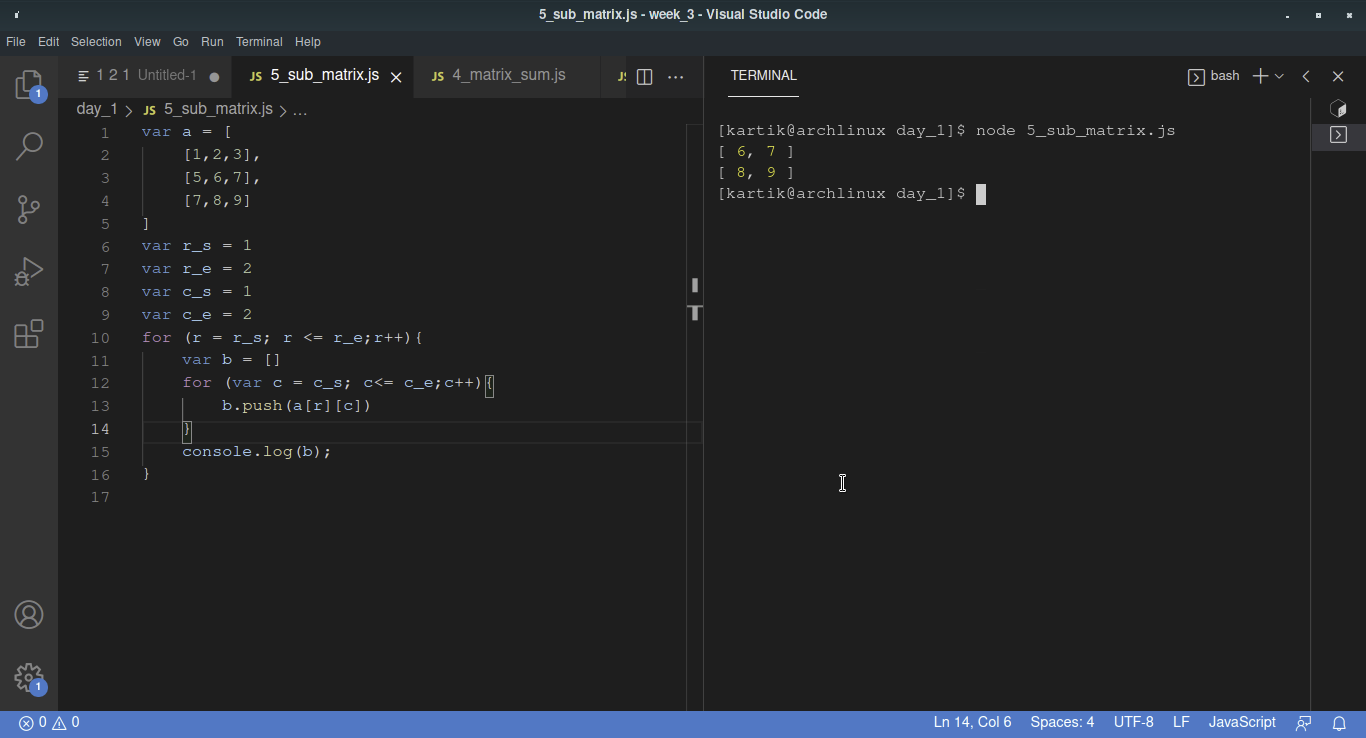 5_sub_matrix.js - week_3 - Visual Studio Code
File Edit Selection View Go Run Terminal Help
1 2 1 Untitled-1
JS 5_sub_matrix.js
JS 4_matrix_sum.js
JS
day_1 > JS 5_sub_matrix.js > ...
1 var a = [
2 [1,2,3],
3 [5,6,7],
4 [7,8,9]
5 ]
6 var r_s = 1
7 var r_e = 2
8 var c_s = 1
9 var c_e = 2
10 for (r = r_s; r <= r_e;r++){
11 var b = []
12 for (var c = c_s; c<= c_e;c++){
13 b.push(a[r][c])
14 }
15 console.log(b);
16 }
17
TERMINAL
bash
[kartik@archlinux day_1]$ node 5_sub_matrix.js
[ 6, 7 ]
[ 8, 9 ]
[kartik@archlinux day_1]$
1
1
0 0
Ln 14, Col 6 Spaces: 4 UTF-8 LF JavaScript